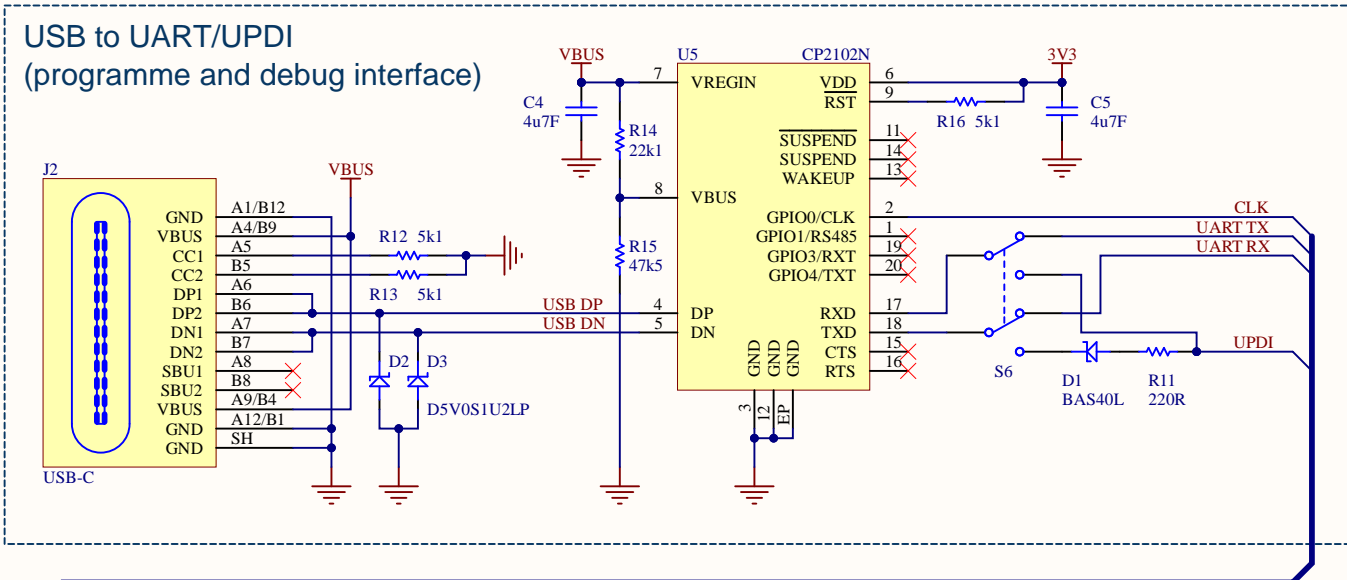 USB to UART/UPDI
(programme and debug interface)
J2
GND A1/B12
VBUS A4/B9
CC1 A5
CC2 B5
DP1 A6
DP2 B6
DN1 A7
DN2 B7
SBU1 A8
SBU2 B8
VBUS A9/B4
GND A12/B1
GND SH
USB-C
VBUS
R12 5k1
R13 5k1
USB DP
USB DN
D2 D3
D5V0S1U2LP
VBUS
C4
4u7F
R14
22k1
R15
47k5
U5 CP2102N
7 VREGIN
8 VBUS
4 DP
5 DN
GND GND GND
3 12 EP
VDD 6
RST 9
SUSPEND 11
SUSPEND 14
WAKEUP 13
GPIO0/CLK 2
GPIO1/RS485 1
GPIO3/RXT 19
GPIO4/TXT 20
RXD 17
TXD 18
CTS 15
RTS 16
R16 5k1
3V3
C5
4u7F
CLK
UART TX
UART RX
UPDI
S6
D1
BAS40L
R11
220R